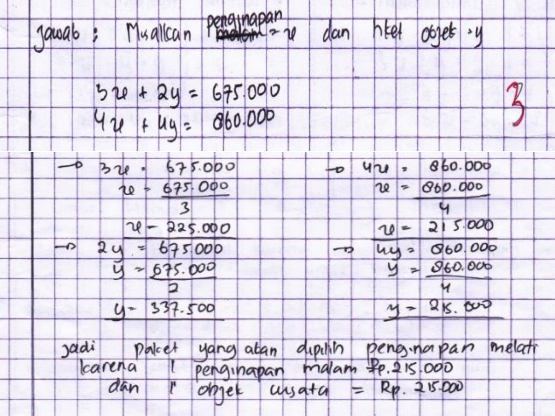 Jawab : Misalkan penginapan = x dan tiket objek = y
3x + 2y = 675.000
4x + 4y = 860.000
3
→ 3x = 675.000
x = 675.000
3
x = 225.000
→ 2y = 675.000
y = 675.000
2
y = 337.500
→ 4x = 860.000
x = 860.000
4
x = 215.000
→ 4y = 860.000
y = 860.000
4
y = 215.000
Jadi paket yang akan dipilih penginapan melati
karena 1 penginapan malam Rp.215.000
dan 1 objek wisata = Rp. 215.000